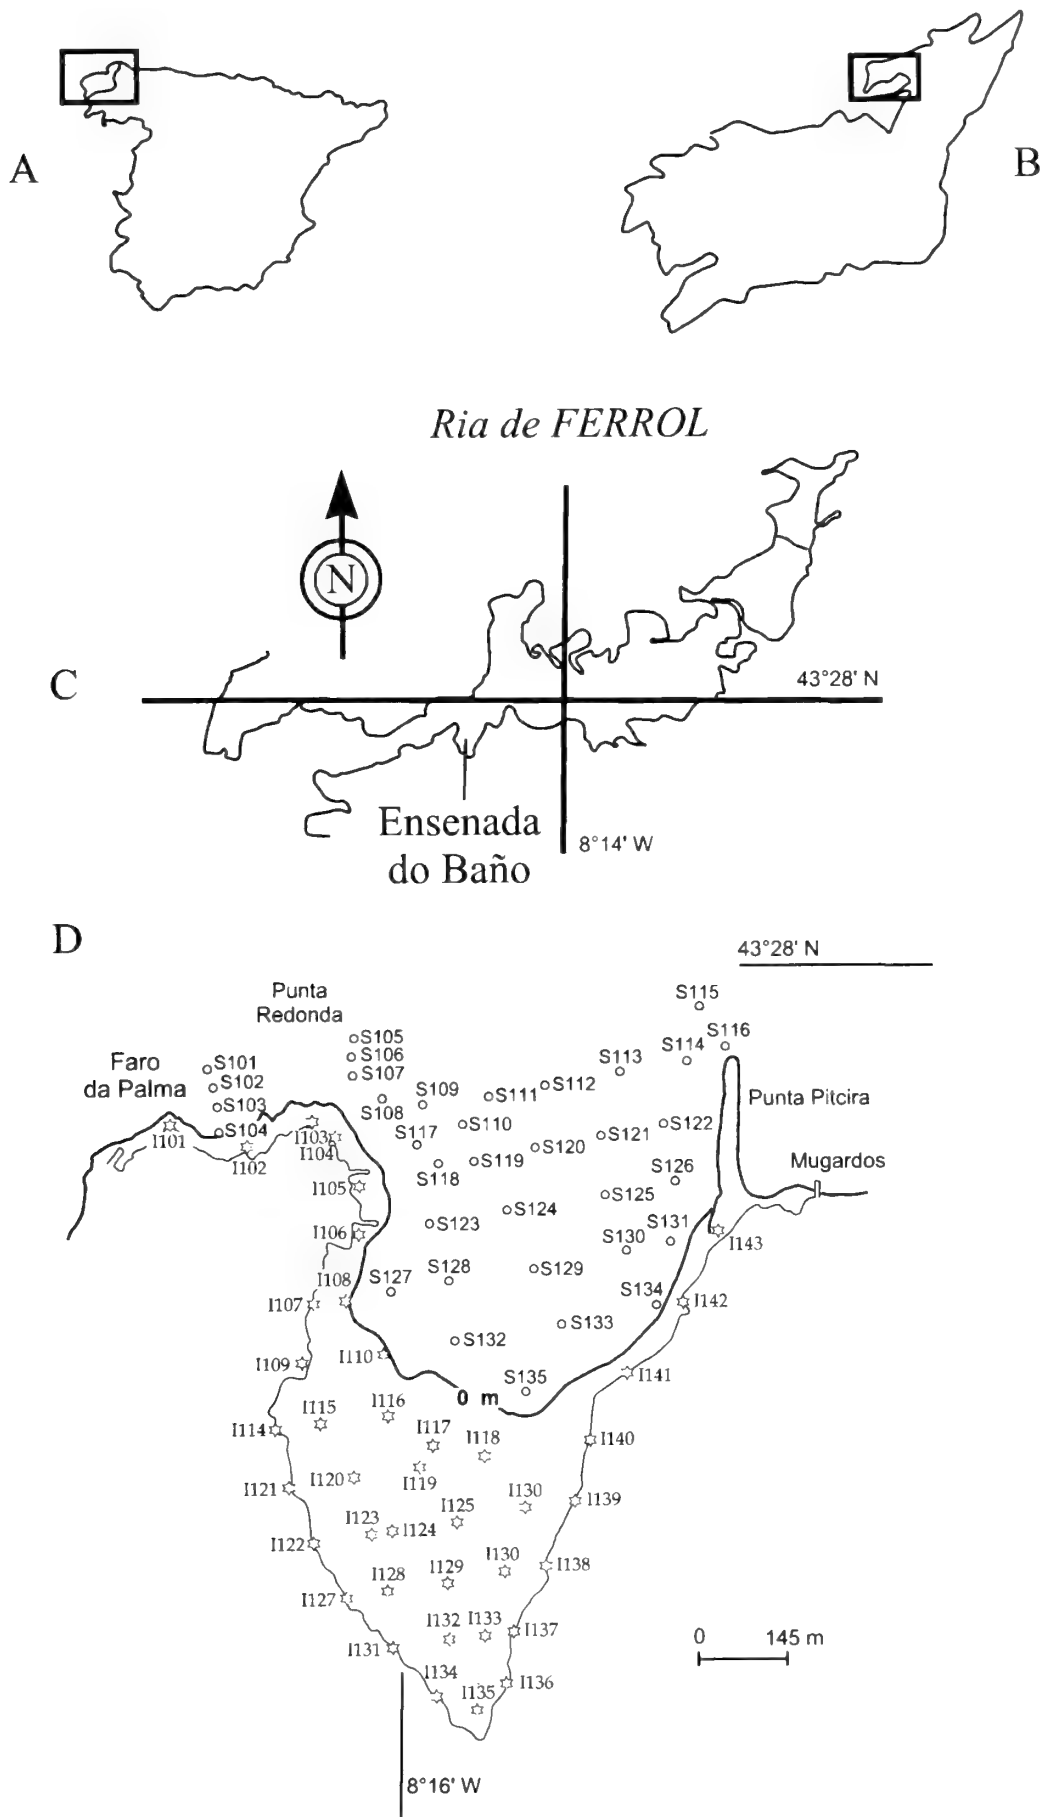 A
B
Ria de FERROL
N
C
43°28' N
Ensenada
do Baño
8°14' W
D
43°28' N
Punta
Redonda
Faro
da Palma
S115
S116
S105
S106
S107
S114
S113
S101
S102
S103
S104
S109
S108
S111
S112
S110
Punta Pitcira
I101
I102
I103
I104
S117
S118
S119
S120
S121
S122
Mugardos
I105
S126
S125
S124
S123
I106
S131
S130
I143
I108
S127
S128
S129
S134
I107
I142
S133
S132
I110
I109
S135
I141
0 m
I116
I115
I114
I117
I118
I140
I119
I120
I121
I130
I139
I125
I123
I124
I122
I130
I138
I129
I128
I127
I132
I133
I137
I131
0
145 m
I134
I135
I136
8°16' W